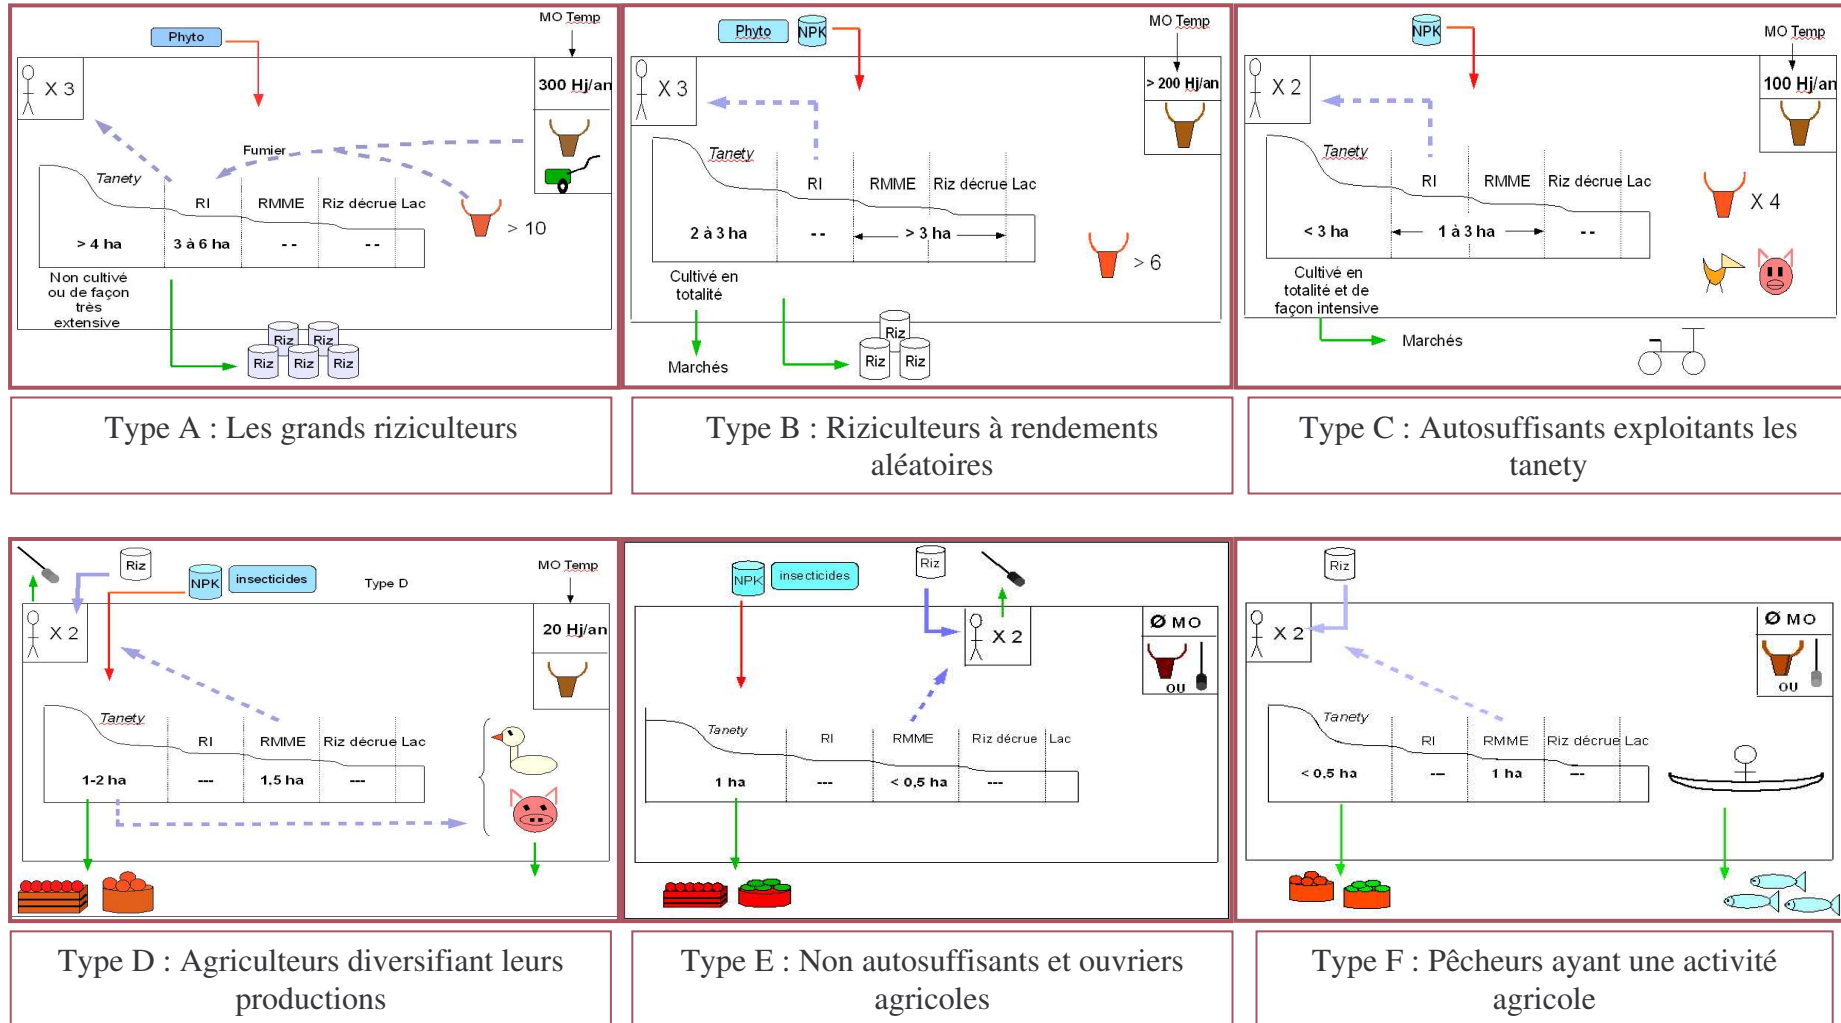 Phyto
MO Temp
X 3
300 Hj/an
Fumier
Tanety
RI
RMME
Riz décrue
Lac
> 4 ha
3 à 6 ha
- -
- -
> 10
Non cultivé
ou de façon
très
extensive
Riz
Riz
Riz
Riz
Riz
Type A : Les grands riziculteurs
Phyto
NPK
MO Temp
X 3
> 200 Hj/an
Tanety
RI
RMME
Riz décrue
Lac
2 à 3 ha
- -
> 3 ha
> 6
Cultivé en
totalité
Marchés
Riz
Riz
Riz
Type B : Riziculteurs à rendements
aléatoires
NPK
MO Temp
X 2
100 Hj/an
Tanety
RI
RMME
Riz décrue
Lac
< 3 ha
1 à 3 ha
- -
X 4
Cultivé en
totalité et de
façon intensive
Marchés
Type C : Autosuffisants exploitants les
tanety
Riz
NPK
insecticides
Type D
MO Temp
X 2
20 Hj/an
Tanety
RI
RMME
Riz décrue
Lac
1-2 ha
---
1,5 ha
---
Type D : Agriculteurs diversifiant leurs
productions
NPK
insecticides
Riz
X 2
Ø MO
OU
Tanety
RI
RMME
Riz décrue
Lac
1 ha
---
< 0,5 ha
---
Type E : Non autosuffisants et ouvriers
agricoles
Riz
X 2
Ø MO
OU
Tanety
RI
RMME
Riz décrue
Lac
< 0,5 ha
---
1 ha
---
Type F : Pêcheurs ayant une activité
agricole